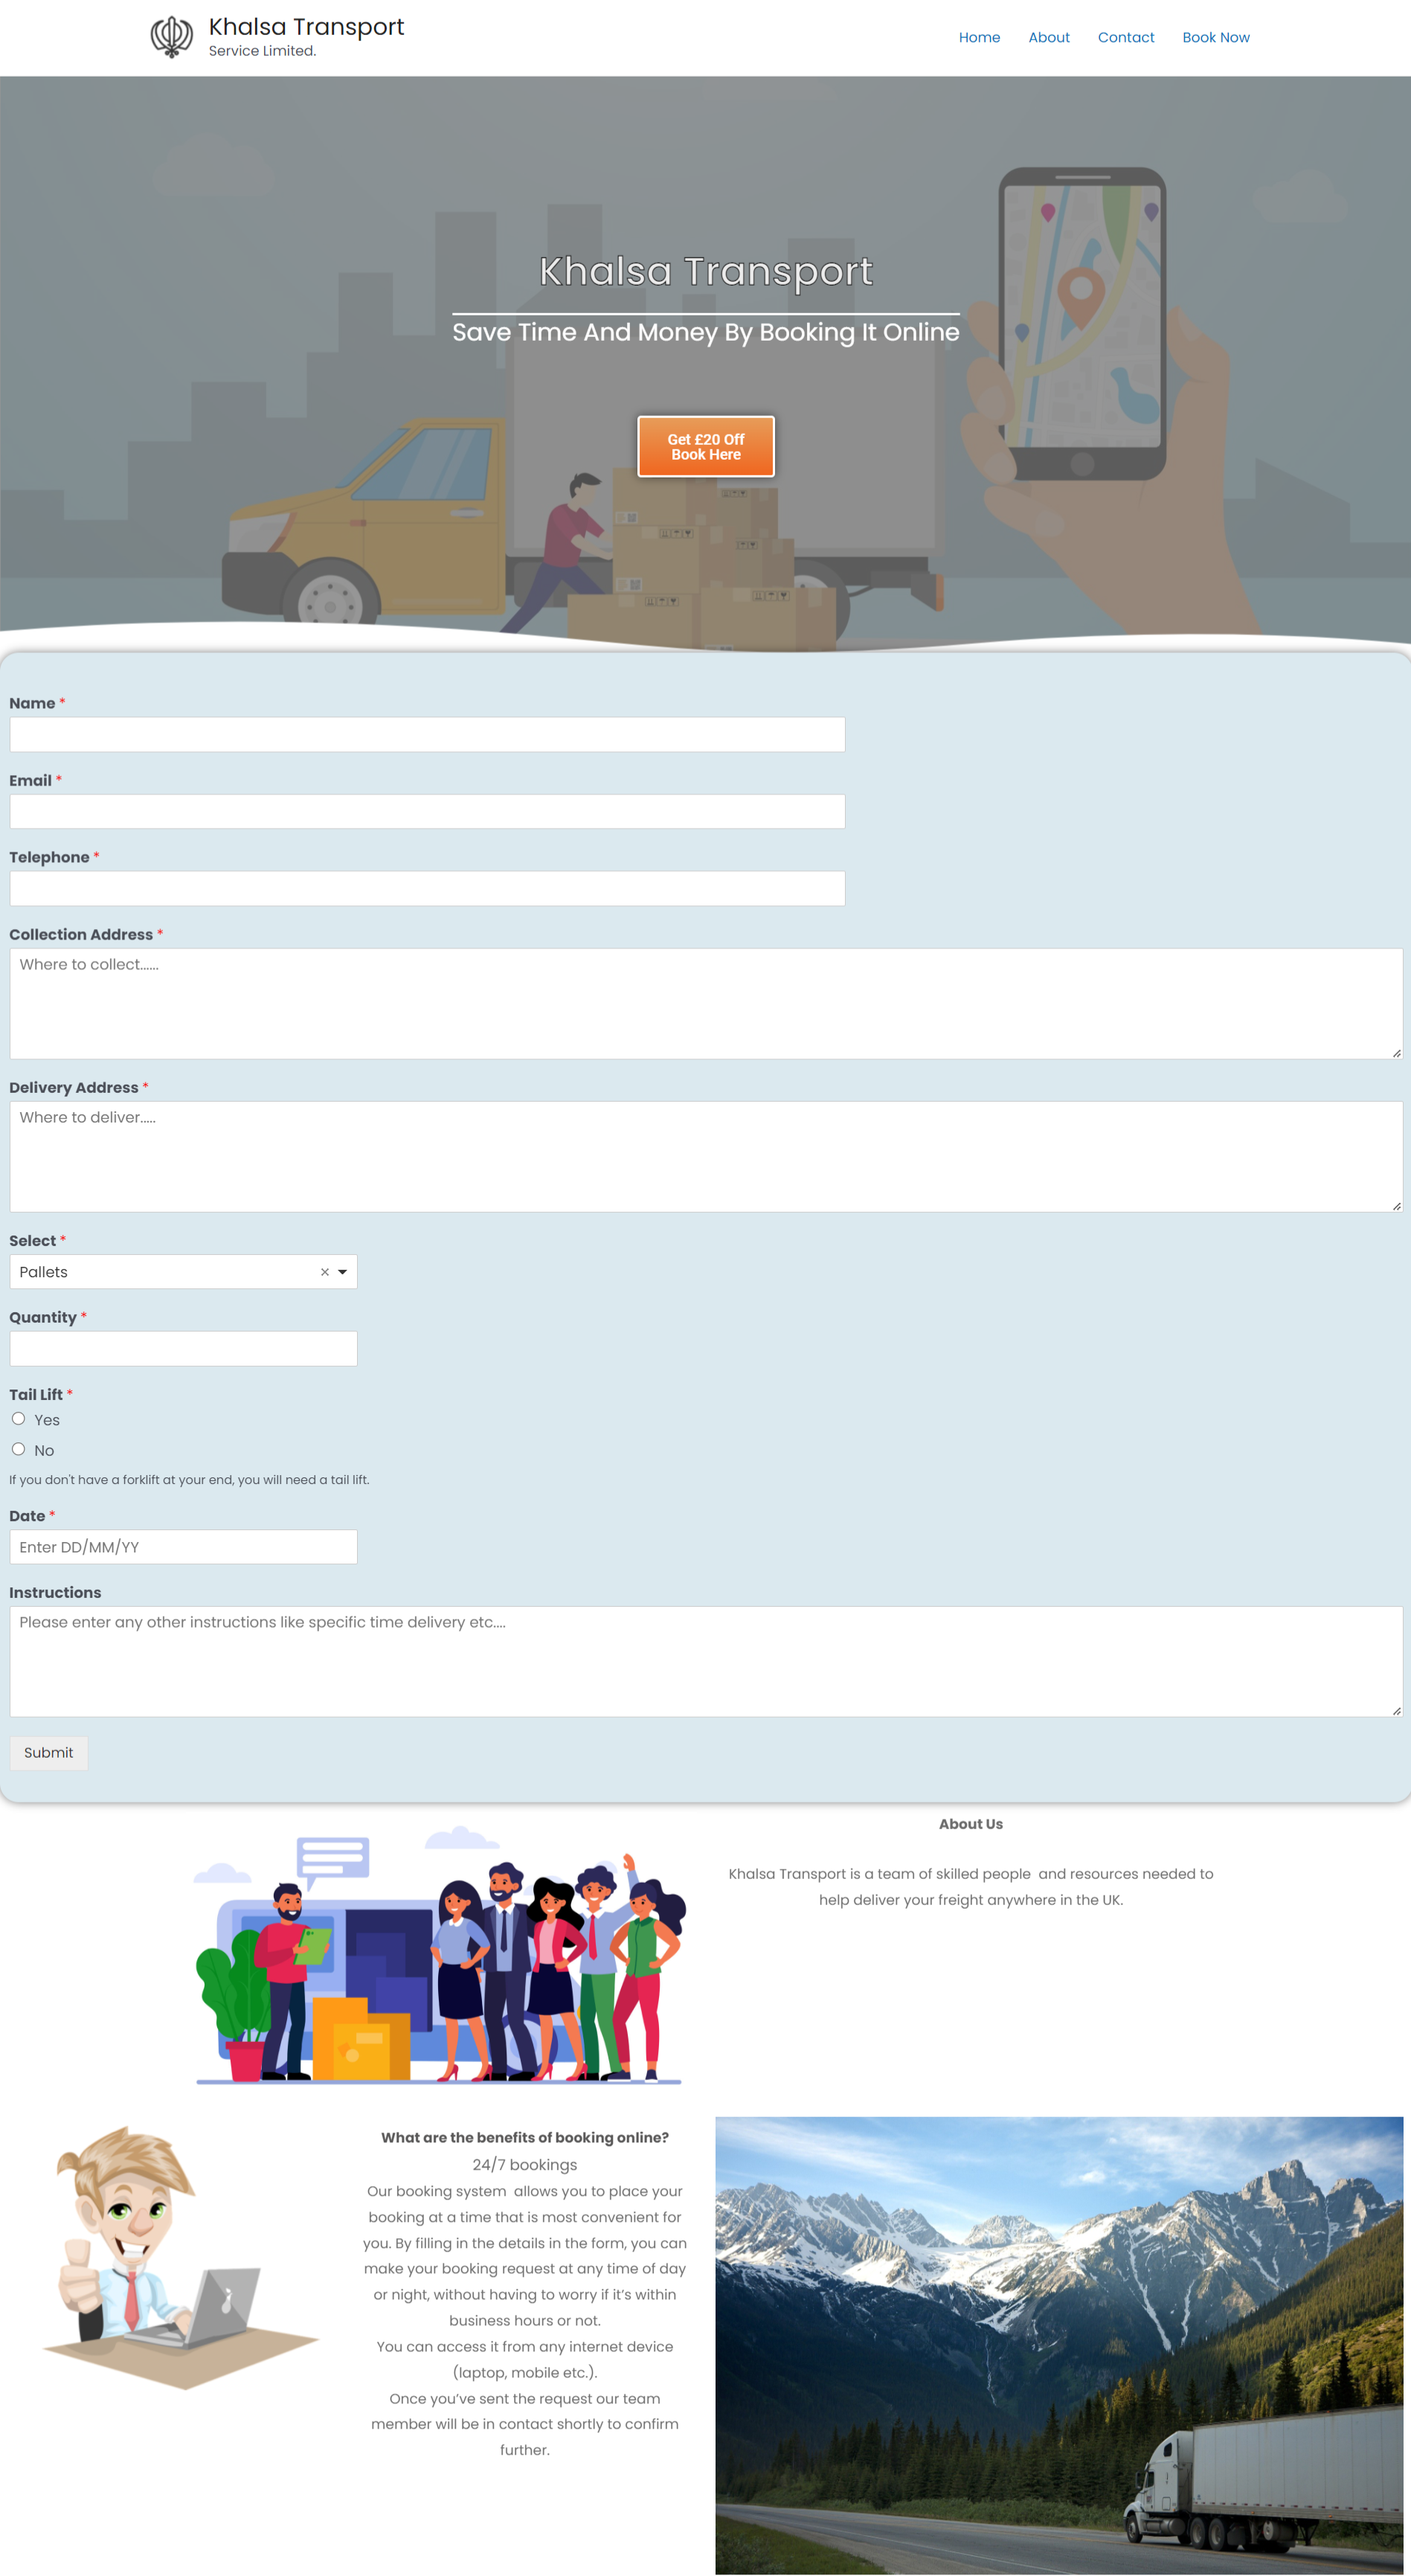 Khalsa Transport
Service Limited.
Home About Contact Book Now
Khalsa Transport
Save Time And Money By Booking It Online
Get £20 Off
Book Here
Name *
Email *
Telephone *
Collection Address *
Where to collect......
Delivery Address *
Where to deliver.....
Select *
Pallets ×
Quantity *
Tail Lift *
Yes
No
If you don't have a forklift at your end, you will need a tail lift.
Date *
Enter DD/MM/YY
Instructions
Please enter any other instructions like specific time delivery etc....
Submit
About Us
Khalsa Transport is a team of skilled people  and resources needed to
help deliver your freight anywhere in the UK.
What are the benefits of booking online?
24/7 bookings
Our booking system  allows you to place your
booking at a time that is most convenient for
you. By filling in the details in the form, you can
make your booking request at any time of day
or night, without having to worry if it’s within
business hours or not.
You can access it from any internet device
(laptop, mobile etc.).
Once you’ve sent the request our team
member will be in contact shortly to confirm
further.